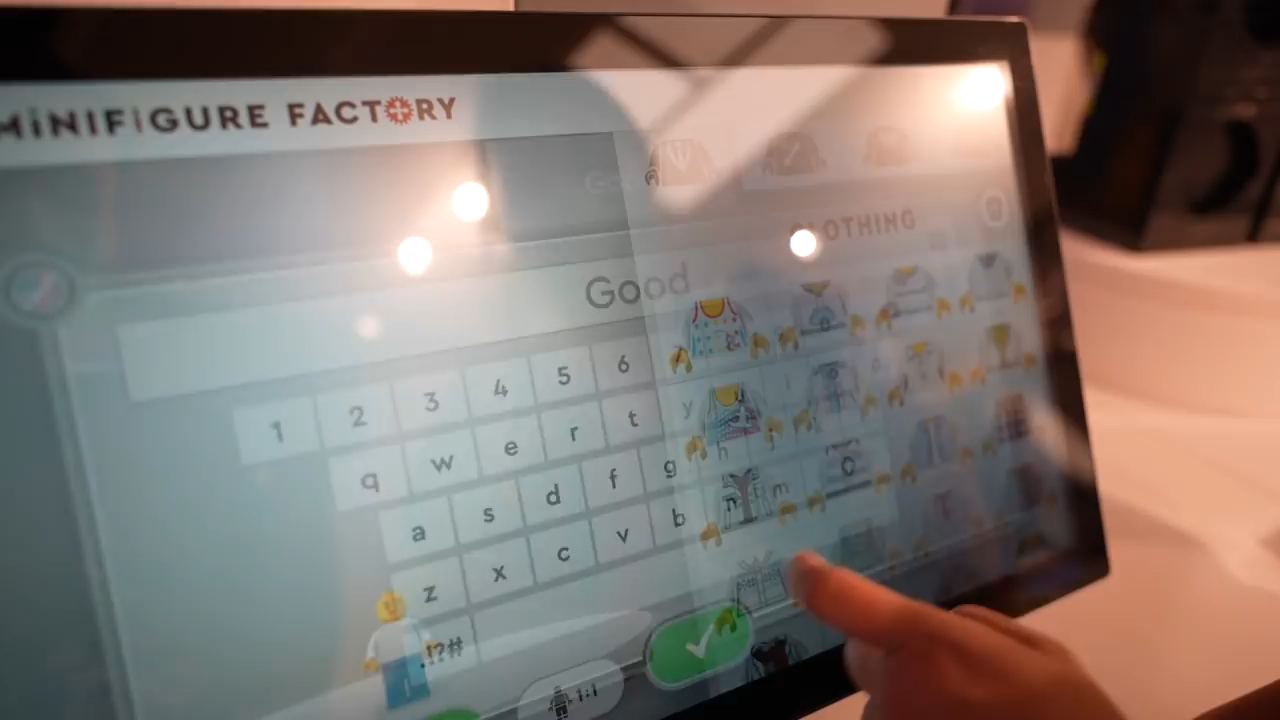 MiNiFiGURE FACTORY
CLOTHING
Good
1 2 3 4 5 6
q w e r t y
a s d f g h j
z x c v b n m
!?#
1:1